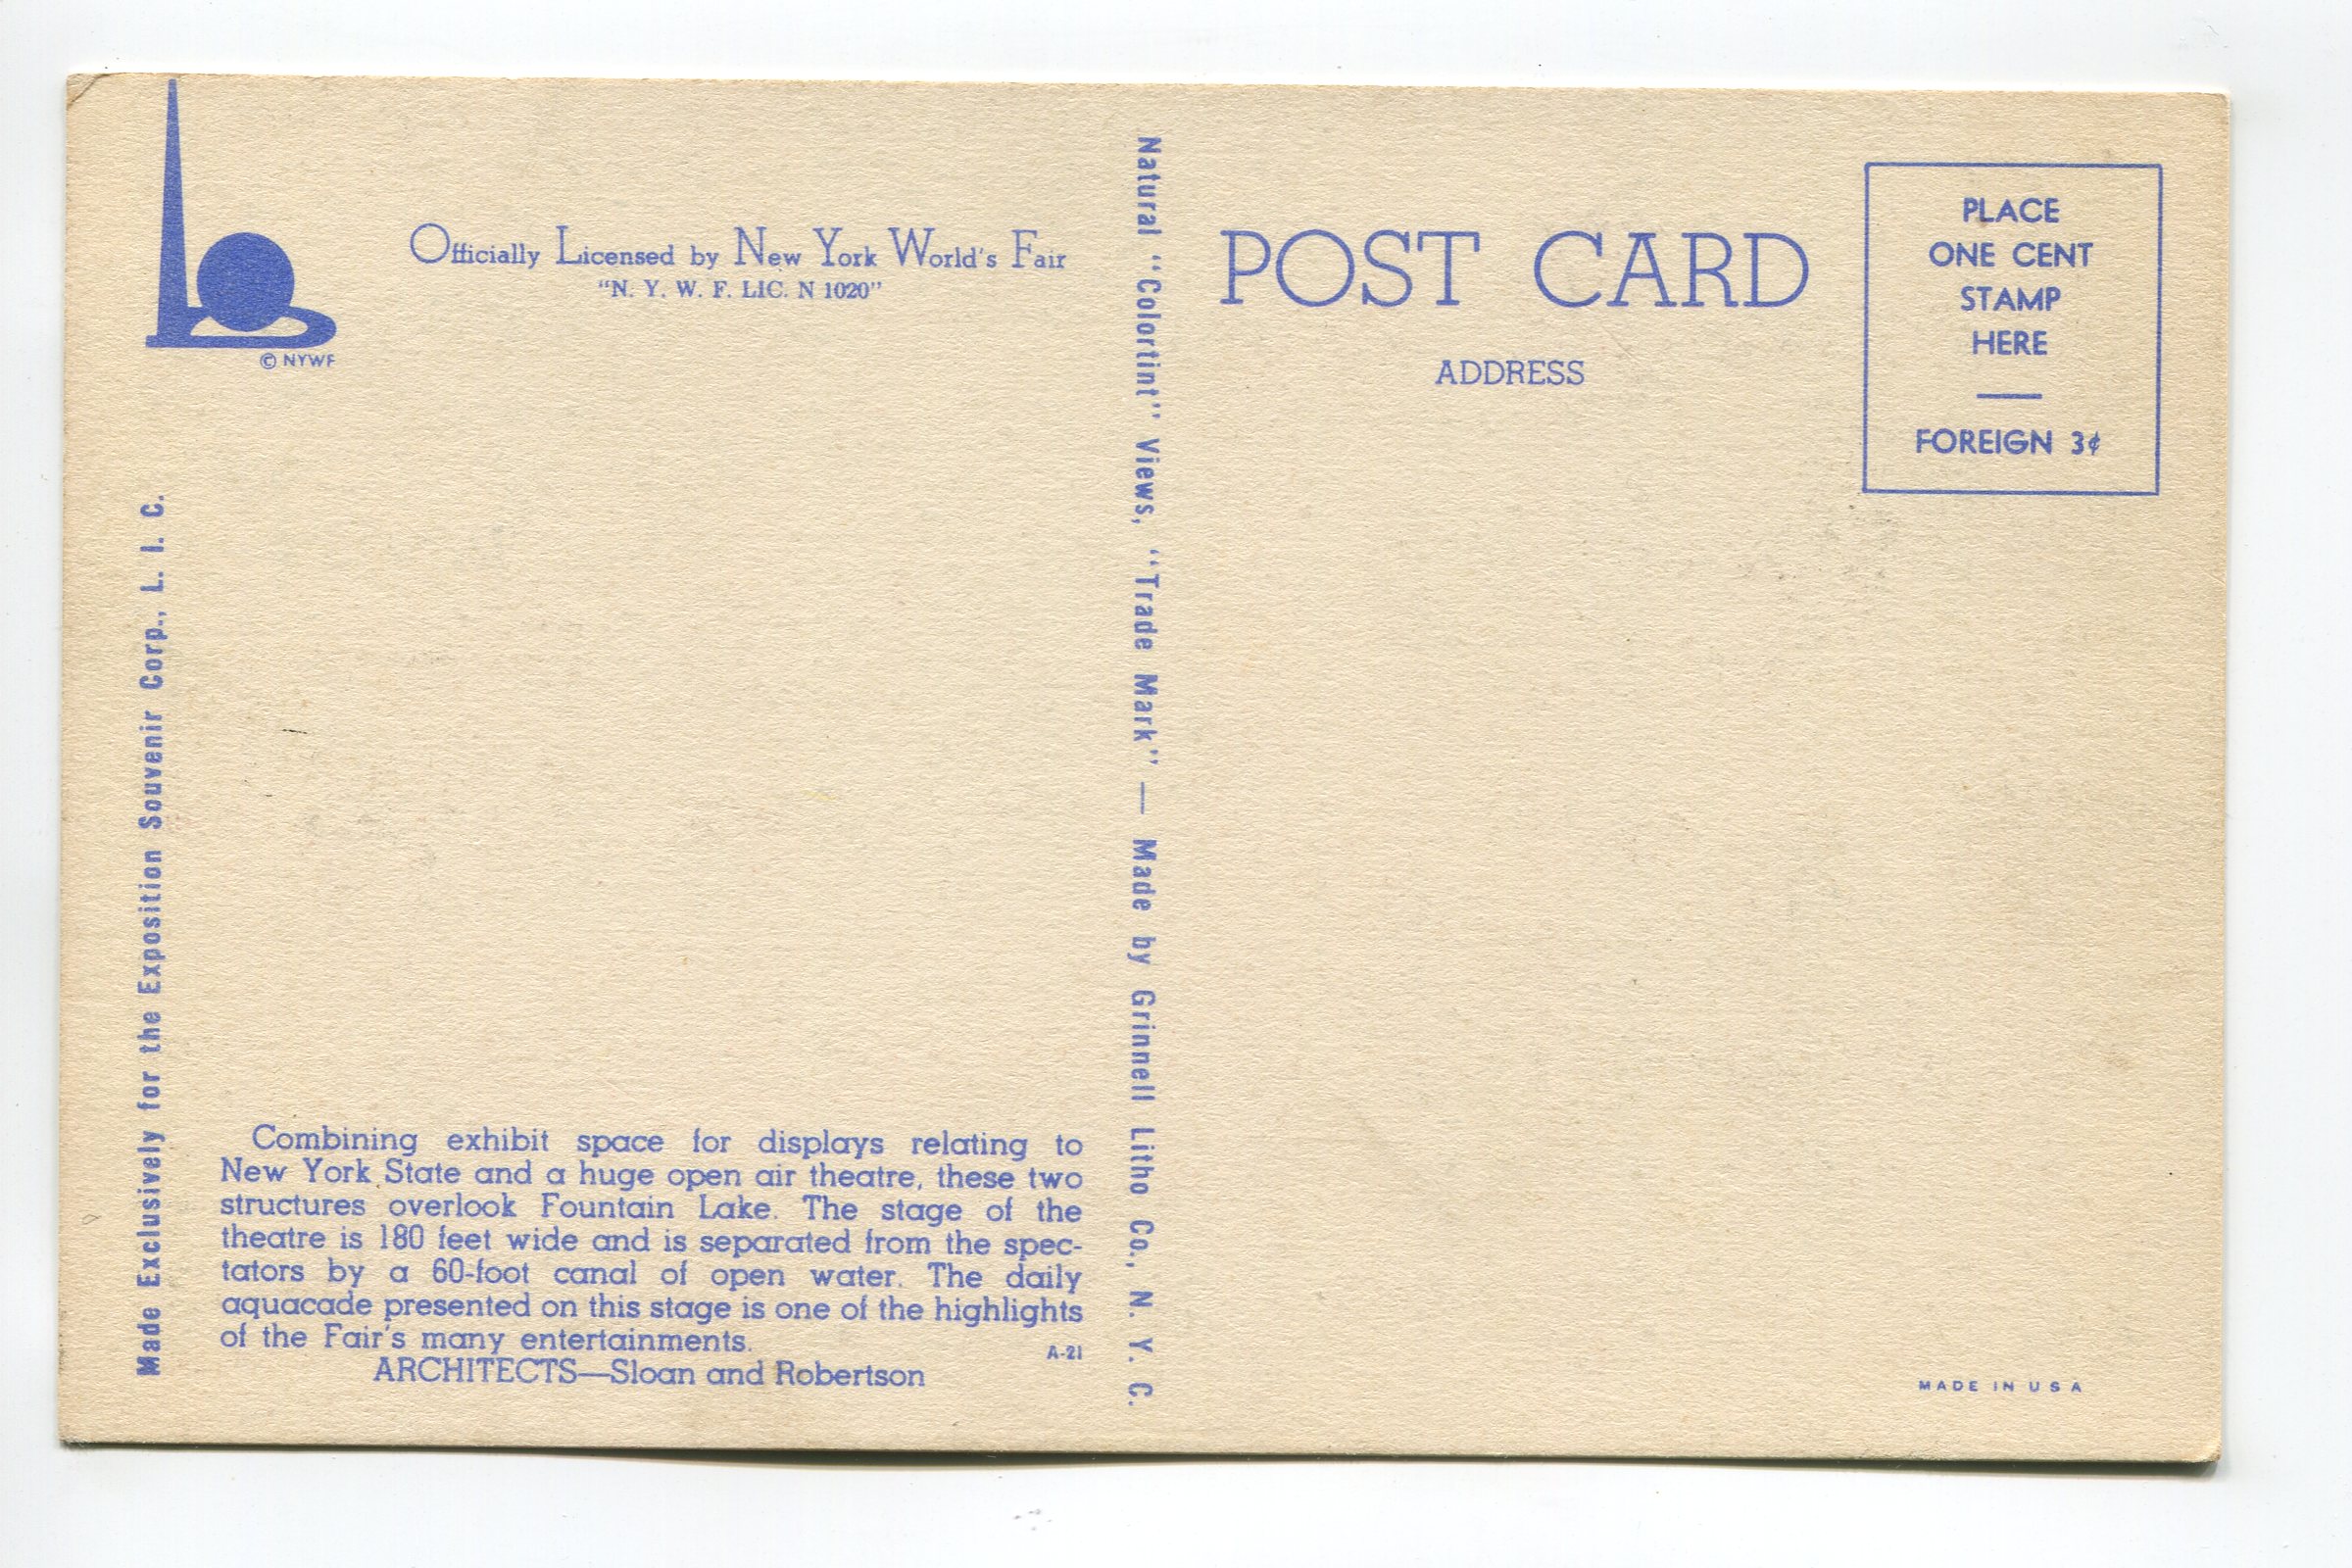 Officially Licensed by New York World's Fair
"N. Y. W. F. LIC. N 1020"
© NYWF
Made Exclusively for the Exposition Souvenir Corp., L. I. C.
Combining exhibit space for displays relating to
New York State and a huge open air theatre, these two
structures overlook Fountain Lake. The stage of the
theatre is 180 feet wide and is separated from the spec-
tators by a 60-foot canal of open water. The daily
aquacade presented on this stage is one of the highlights
of the Fair's many entertainments.
A-21
ARCHITECTS—Sloan and Robertson
Natural "Colortint" Views, "Trade Mark" — Made by Grinnell Litho Co., N. Y. C.
POST CARD
ADDRESS
PLACE
ONE CENT
STAMP
HERE
FOREIGN 3¢
MADE IN U S A